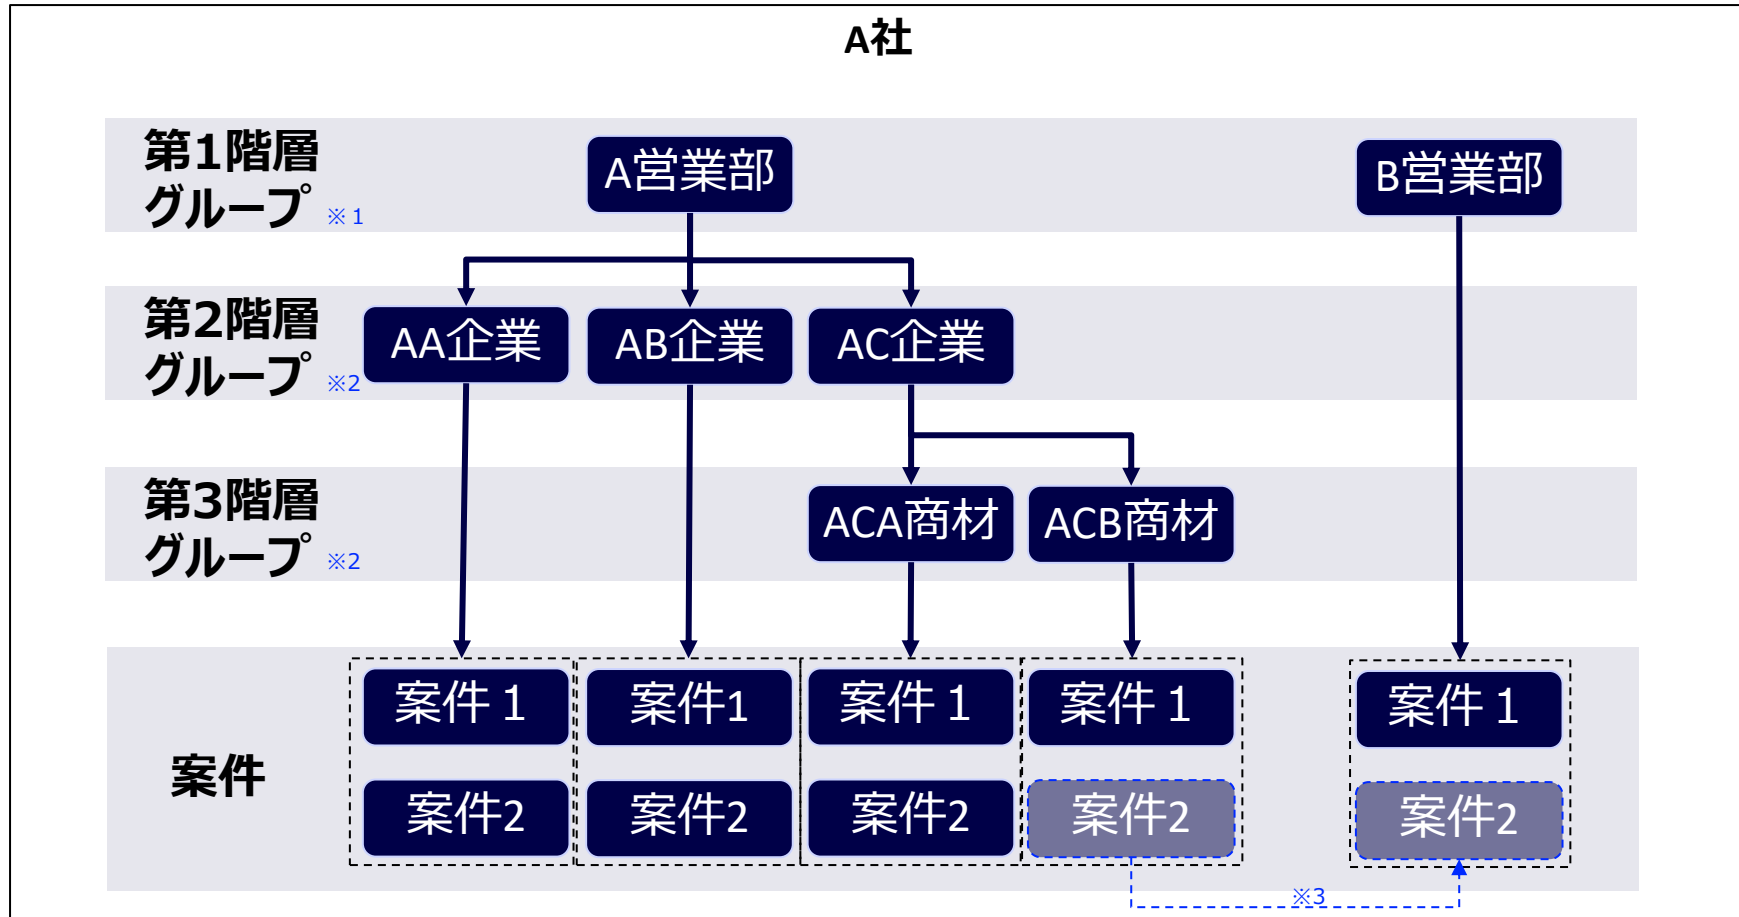 A社
第1階層
グループ ※１
A営業部
B営業部
第2階層
グループ ※2
AA企業
AB企業
AC企業
第3階層
グループ ※2
ACA商材
ACB商材
案件
案件１
案件1
案件１
案件１
案件１
案件2
案件2
案件2
案件2
案件2
※3